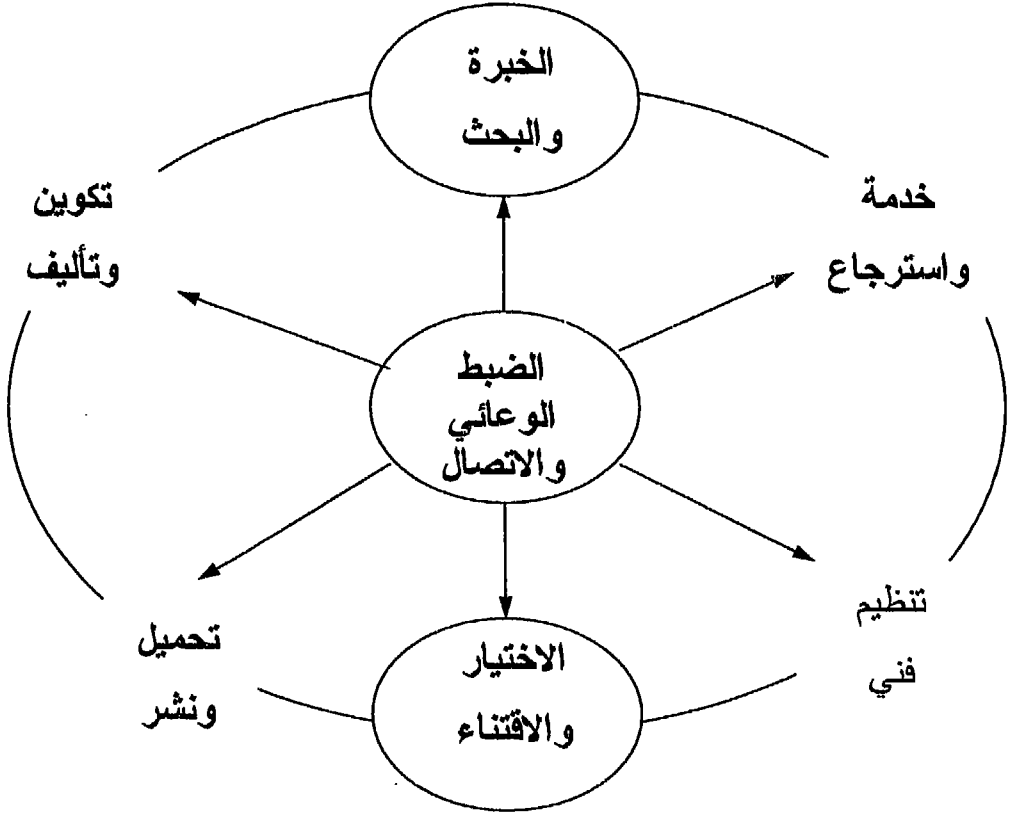 الخبرة
والبحث
خدمة
واسترجاع
تكوين
وتأليف
الضبط
الوعائي
والاتصال
تنظيم
فني
تحميل
ونشر
الاختيار
والاقتناء